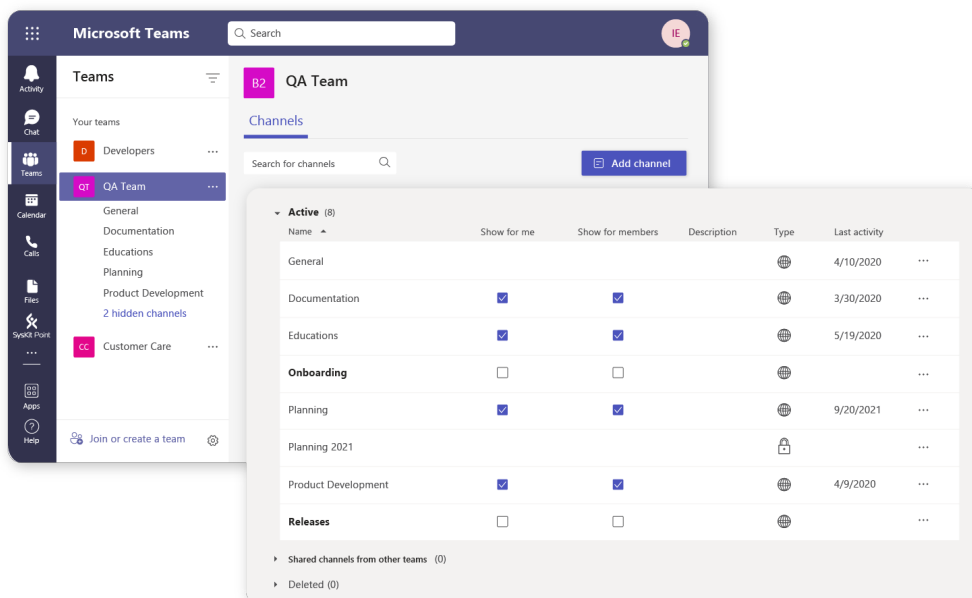 Microsoft Teams
Search
IE
Activity
Chat
Teams
Calendar
Calls
Files
SysKit Point
...
Apps
Help
Teams
Your teams
D Developers ...
QT QA Team ...
General
Documentation
Educations
Planning
Product Development
2 hidden channels
CC Customer Care ...
Join or create a team
B2 QA Team
Channels
Search for channels
Add channel
Active (8)
Name Show for me Show for members Description Type Last activity
General 4/10/2020 ...
Documentation 3/30/2020 ...
Educations 5/19/2020 ...
Onboarding ...
Planning 9/20/2021 ...
Planning 2021 ...
Product Development 4/9/2020 ...
Releases ...
Shared channels from other teams (0)
Deleted (0)